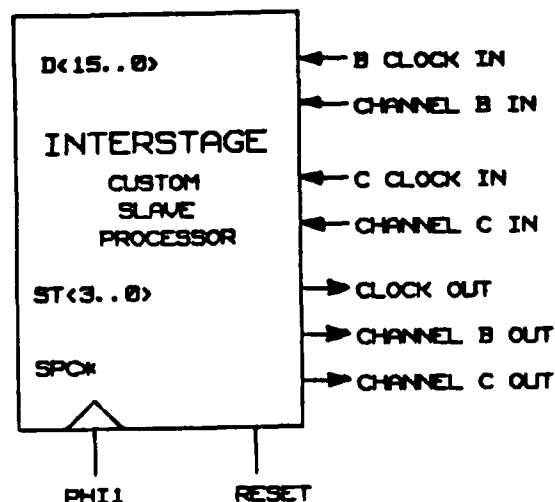 D<15..0>
B CLOCK IN
CHANNEL B IN
INTERSTAGE
CUSTOM
SLAVE
PROCESSOR
C CLOCK IN
CHANNEL C IN
ST<3..0>
CLOCK OUT
CHANNEL B OUT
SPC*
CHANNEL C OUT
PHI1
RESET